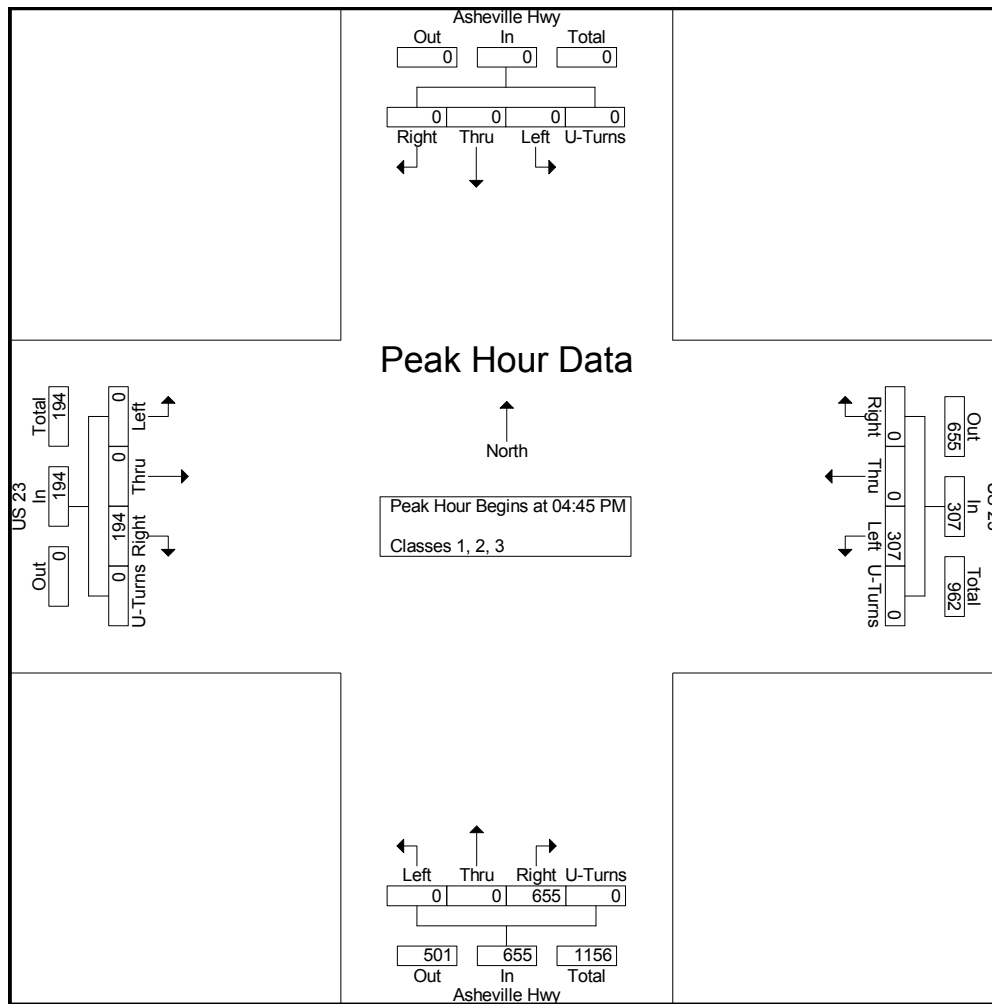 Asheville Hwy
Out In Total
0 0 0
0 0 0 0
Right Thru Left U-Turns
Peak Hour Data
North
Peak Hour Begins at 04:45 PM
Classes 1, 2, 3
US 23
Out In Total
0 194 194
U-Turns Right Thru Left
0 194 0 0
Out In Total
655 307 962
Right Thru Left U-Turns
0 0 307 0
Left Thru Right U-Turns
0 0 655 0
501 655 1156
Out In Total
Asheville Hwy